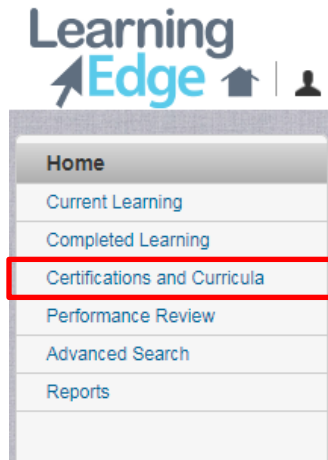 Learning
Edge
Home
Current Learning
Completed Learning
Certifications and Curricula
Performance Review
Advanced Search
Reports